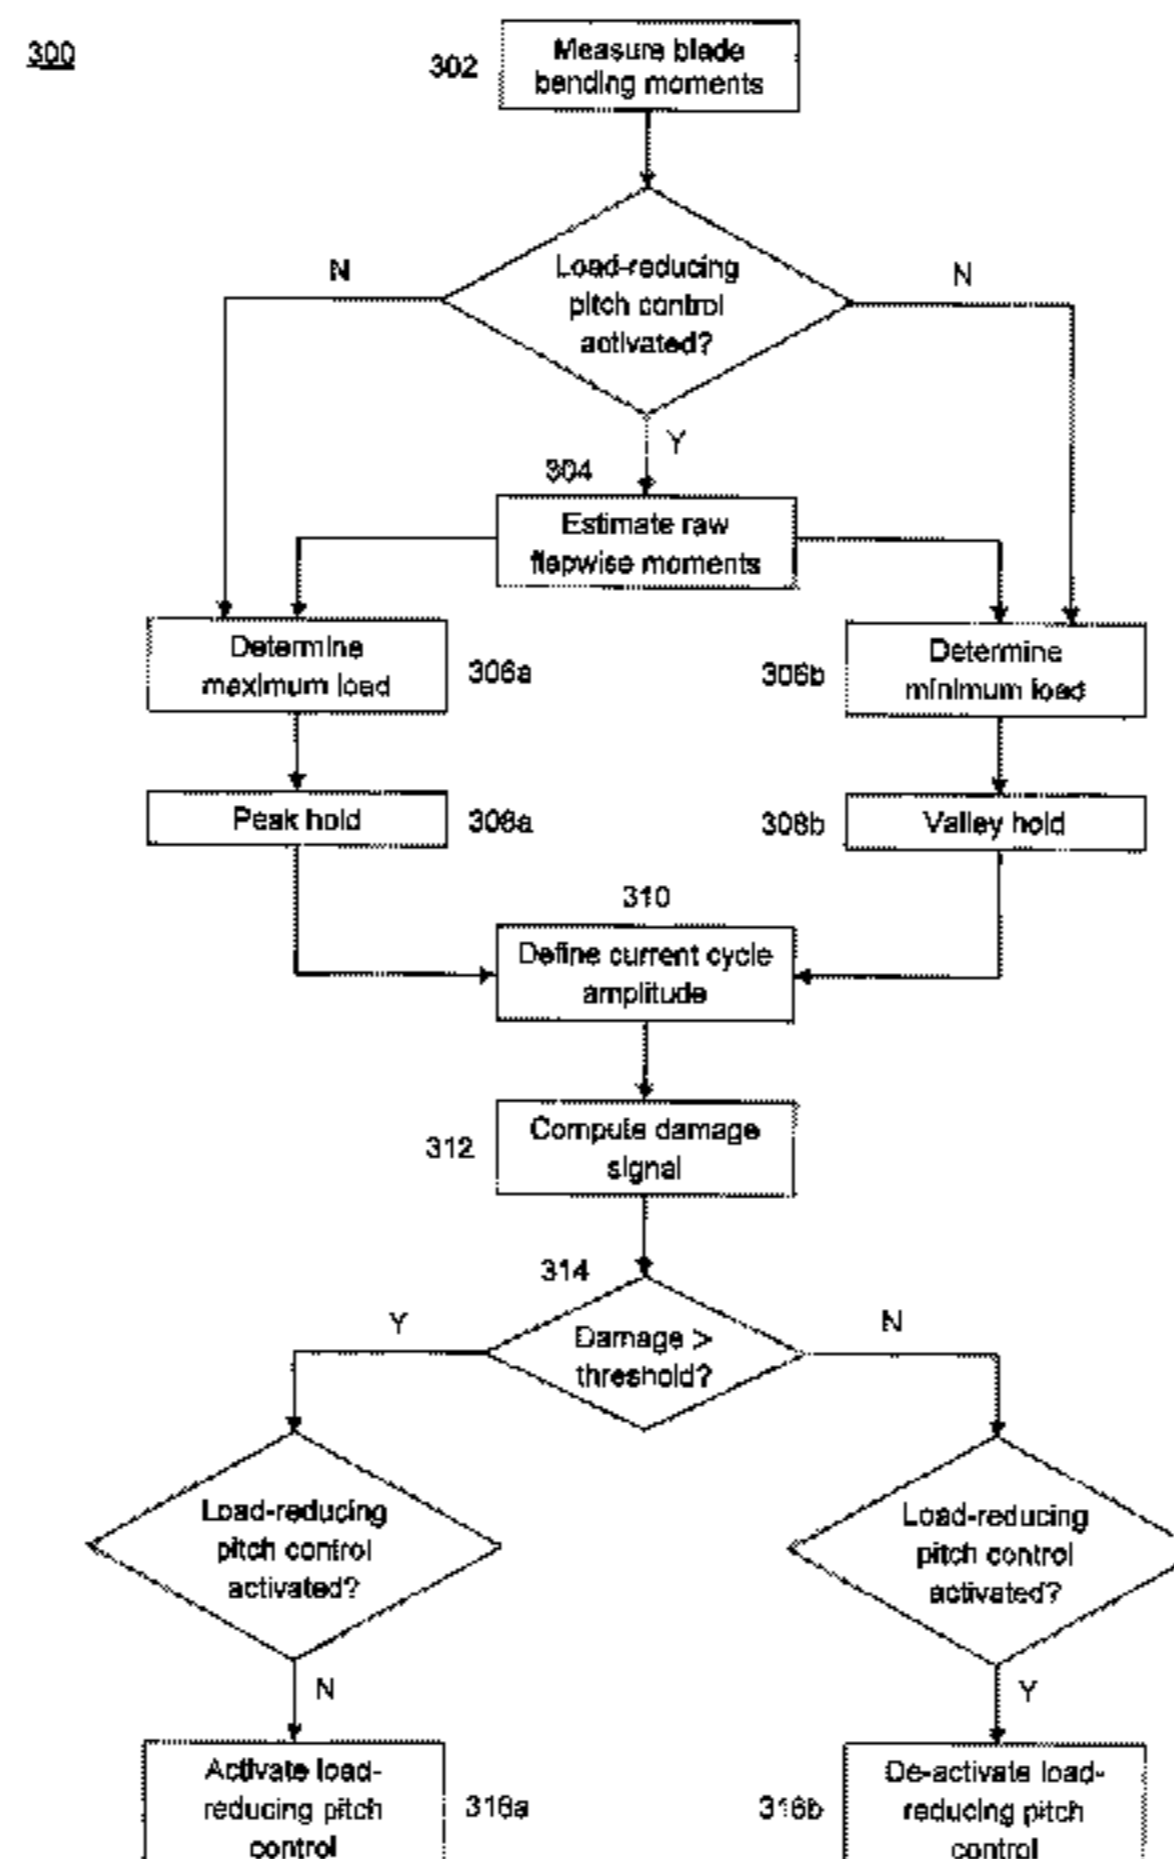 300
302
Measure blade
bending moments
N
Load-reducing
pitch control
activated?
N
Y
304
Estimate raw
flapwise moments
Determine
maximum load
306a
306b
Determine
minimum load
Peak hold
308a
308b
Valley hold
310
Define current cycle
amplitude
312
Compute damage
signal
314
Y
Damage >
threshold?
N
Load-reducing
pitch control
activated?
Load-reducing
pitch control
activated?
N
Y
Activate load-
reducing pitch
control
316a
316b
De-activate load-
reducing pitch
control